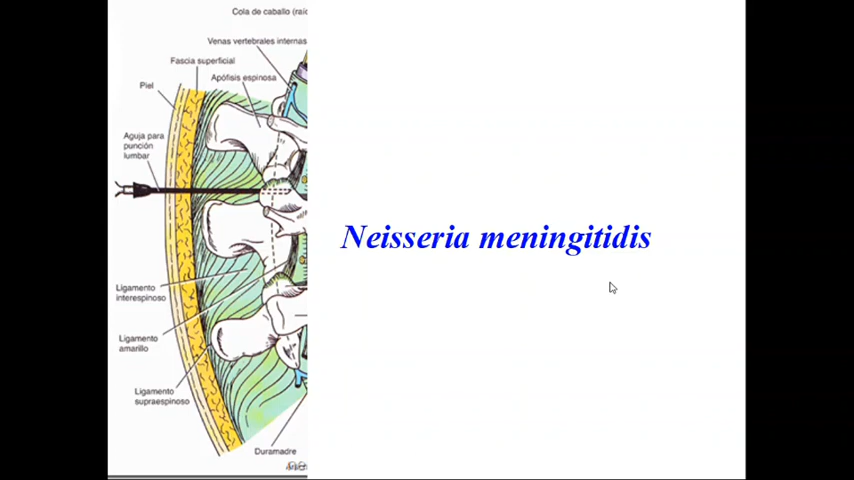 Cola de caballo (raíc
Venas vertebrales internas
Fascia superficial
Apófisis espinosa
Piel
Aguja para
punción
lumbar
Neisseria meningitidis
Ligamento
interespinoso
Ligamento
amarillo
Ligamento
supraespinoso
Duramadre